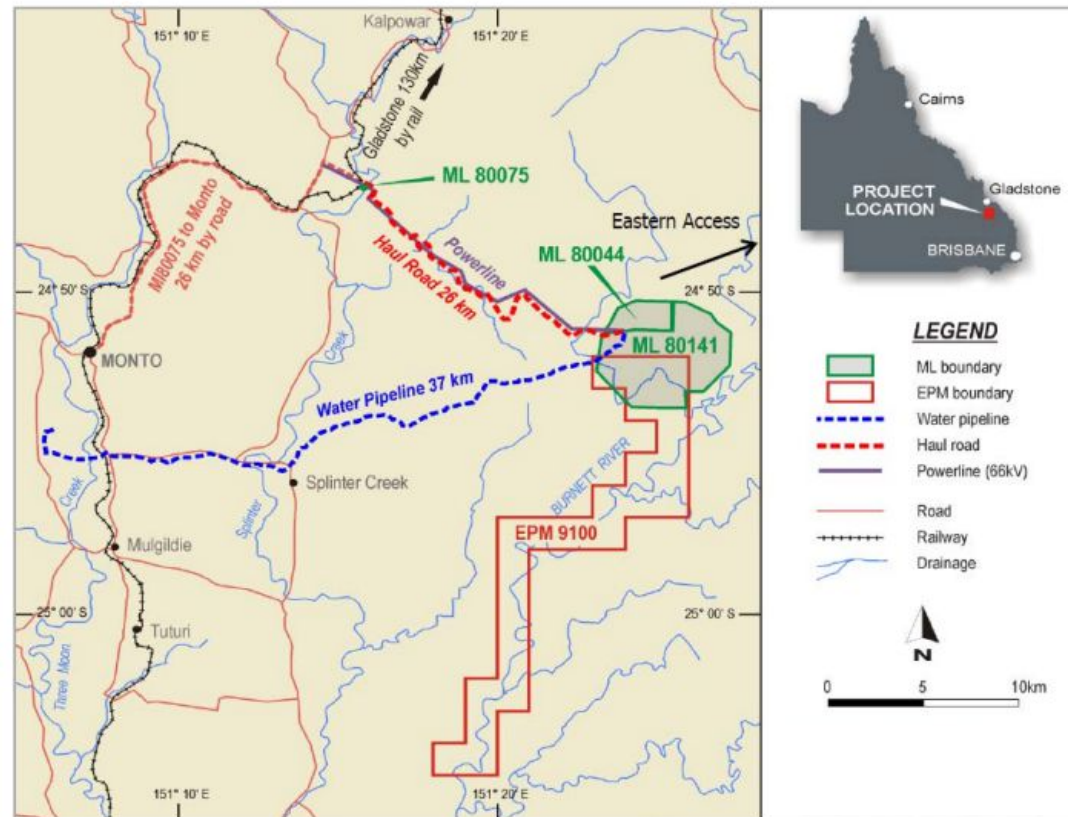 151° 10' E
Kalpowar
151° 20' E
Gladstone 130km
by rail
ML 80075
Eastern Access
ML 80044
Ml80075 to Monto
26 km by road
Powerline
Haul Road 26 km
24° 50' S
24° 50' S
ML 80141
MONTO
Creek
Water Pipeline 37 km
Creek
Splinter Creek
Splinter
BURNETT RIVER
EPM 9100
Mulgildie
25° 00' S
25° 00' S
Tuturi
Three Moon
151° 10' E
151° 20' E
Cairns
Gladstone
PROJECT
LOCATION
BRISBANE
LEGEND
ML boundary
EPM boundary
Water pipeline
Haul road
Powerline (66kV)
Road
Railway
Drainage
N
0 5 10km